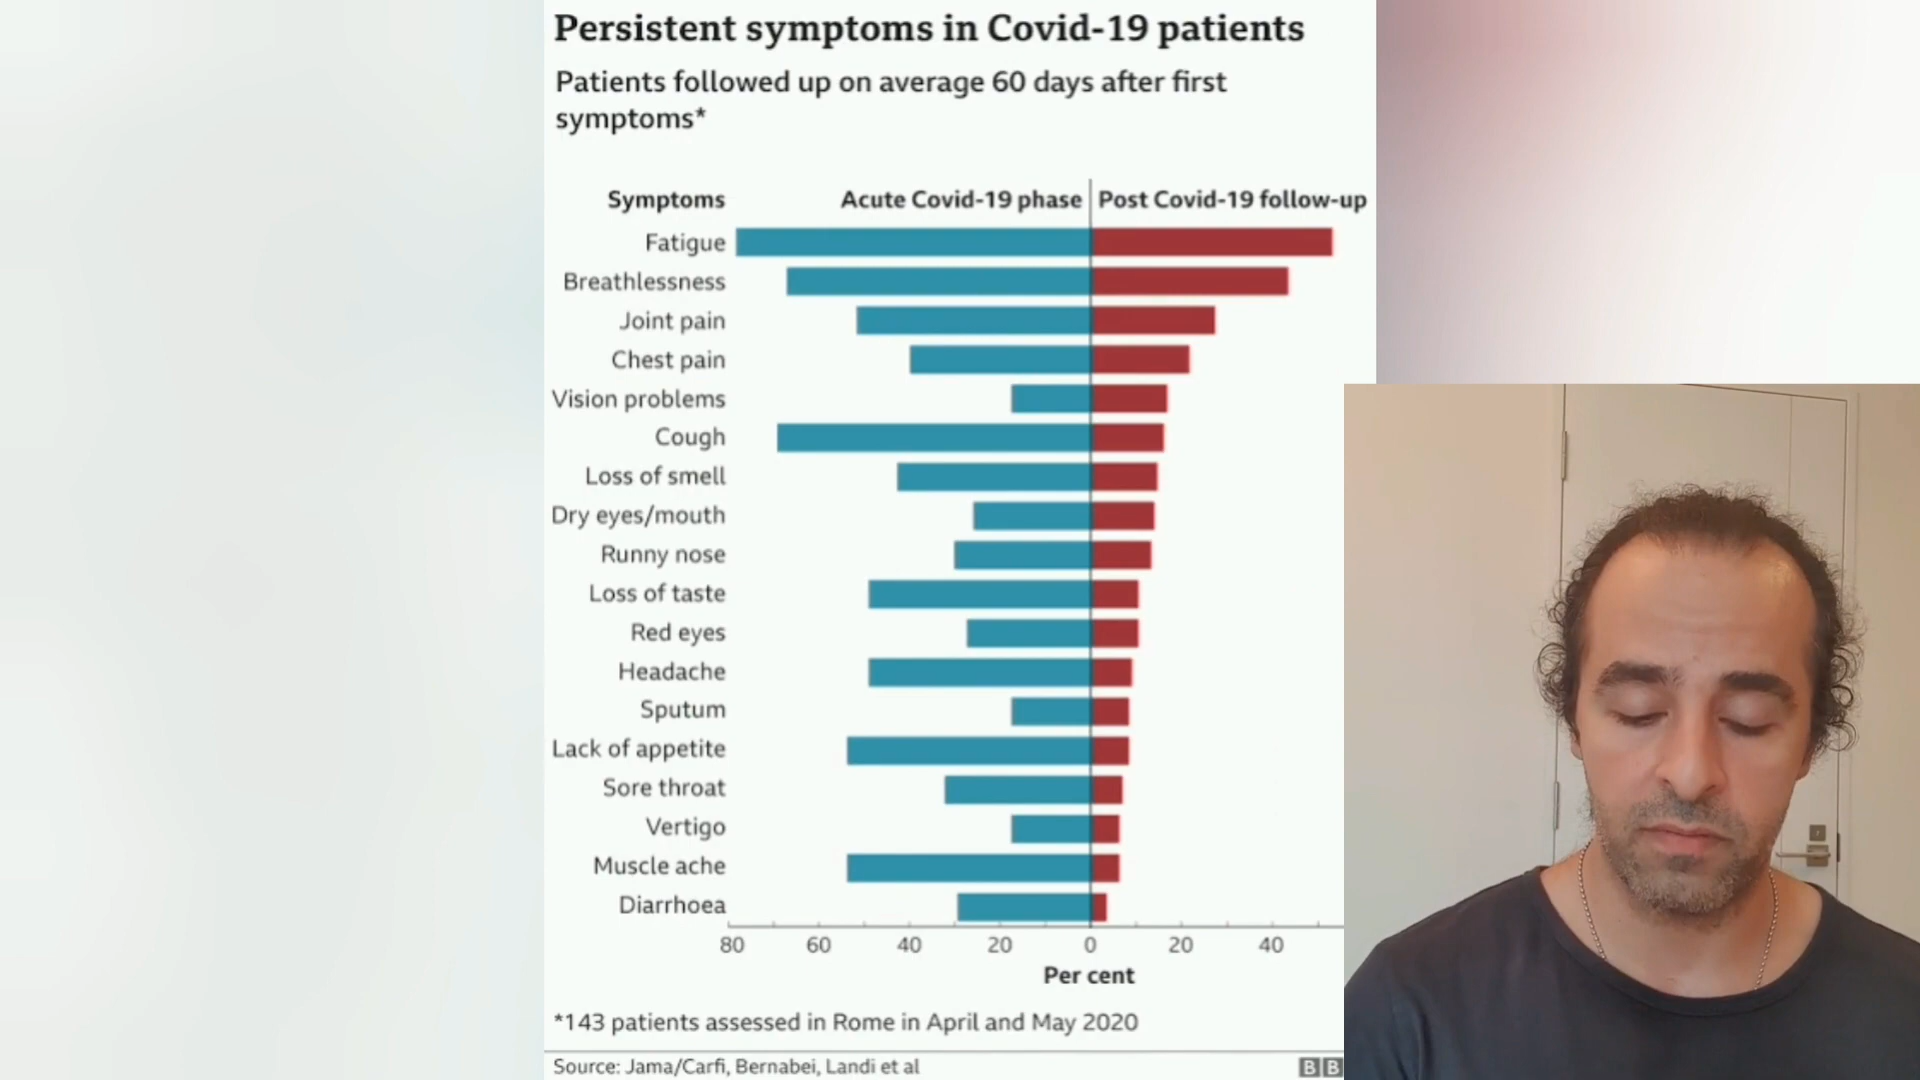 Persistent symptoms in Covid-19 patients
Patients followed up on average 60 days after first
symptoms*
Symptoms Acute Covid-19 phase Post Covid-19 follow-up
Fatigue
Breathlessness
Joint pain
Chest pain
Vision problems
Cough
Loss of smell
Dry eyes/mouth
Runny nose
Loss of taste
Red eyes
Headache
Sputum
Lack of appetite
Sore throat
Vertigo
Muscle ache
Diarrhoea
80 60 40 20 0 20 40
Per cent
*143 patients assessed in Rome in April and May 2020
Source: Jama/Carfi, Bernabei, Landi et al BB